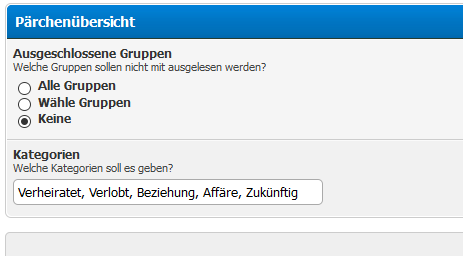 Pärchenübersicht
Ausgeschlossene Gruppen
Welche Gruppen sollen nicht mit ausgelesen werden?
Alle Gruppen
Wähle Gruppen
Keine
Kategorien
Welche Kategorien soll es geben?
Verheiratet, Verlobt, Beziehung, Affäre, Zukünftig